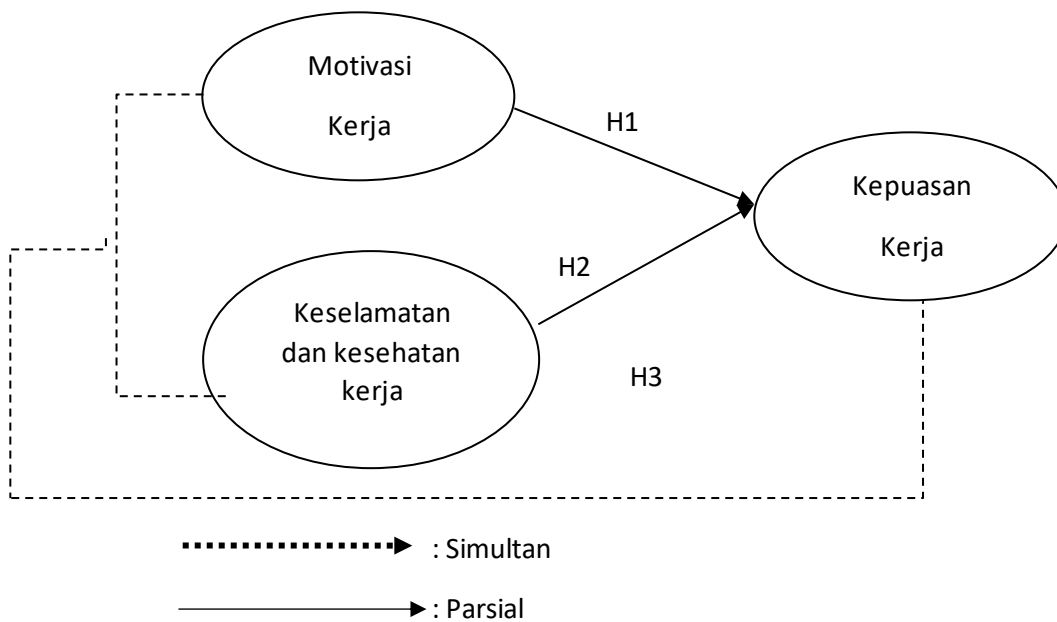 Motivasi
Kerja
H1
Kepuasan
Kerja
H2
Keselamatan
dan kesehatan
kerja
H3
: Simultan
: Parsial